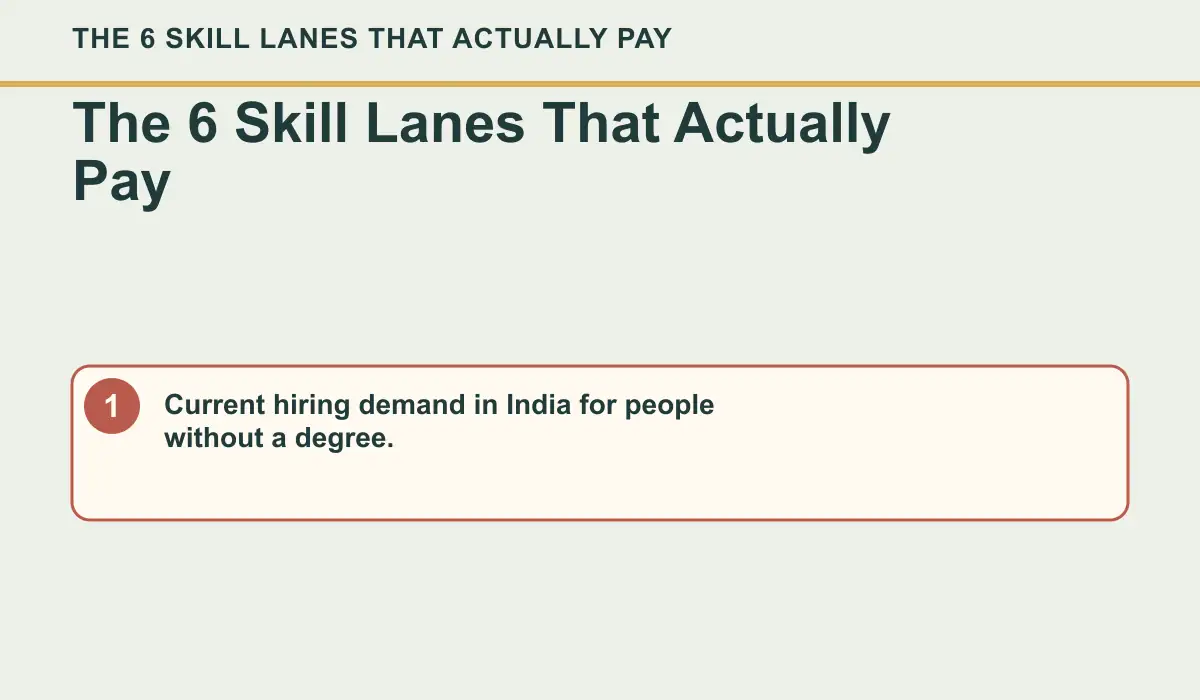 THE 6 SKILL LANES THAT ACTUALLY PAY
The 6 Skill Lanes That Actually
Pay
1
Current hiring demand in India for people
without a degree.